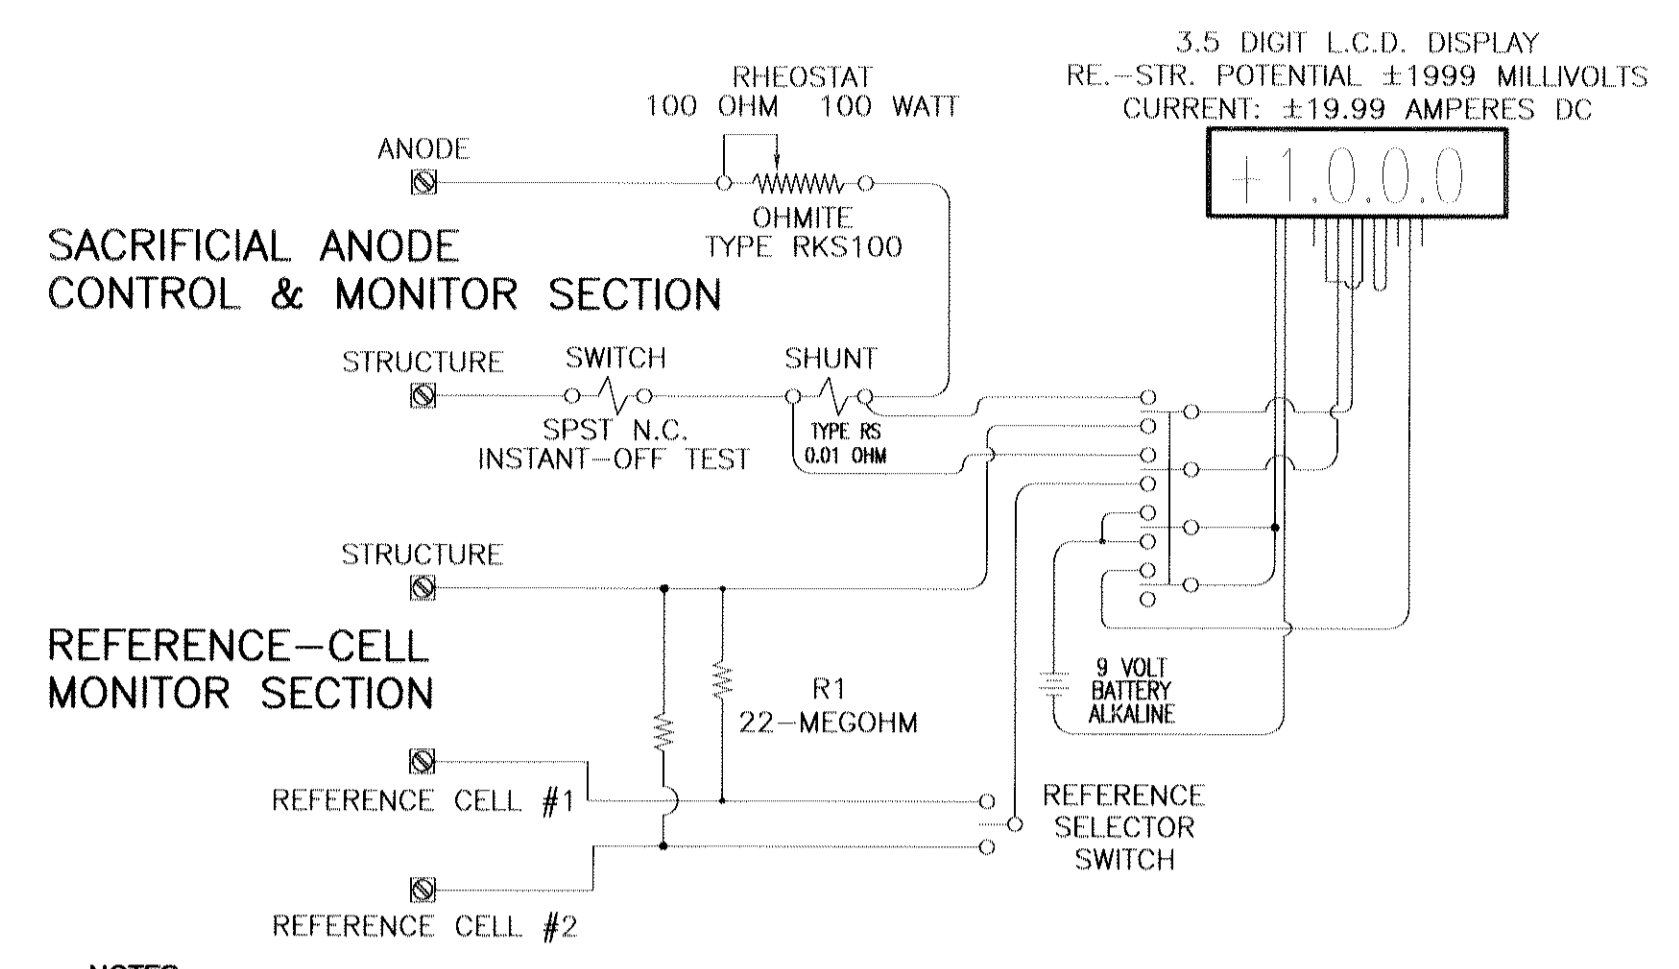 3.5 DIGIT L.C.D. DISPLAY
RE.-STR. POTENTIAL ±1999 MILLIVOLTS
CURRENT: ±19.99 AMPERES DC
+1.0.0.0
RHEOSTAT
100 OHM 100 WATT
ANODE
OHMITE
TYPE RKS100
SACRIFICIAL ANODE
CONTROL & MONITOR SECTION
STRUCTURE
SWITCH
SHUNT
SPST N.C.
INSTANT-OFF TEST
TYPE RS
0.01 OHM
STRUCTURE
REFERENCE-CELL
MONITOR SECTION
R1
22-MEGOHM
9 VOLT
BATTERY
ALKALINE
REFERENCE CELL #1
REFERENCE
SELECTOR
SWITCH
REFERENCE CELL #2